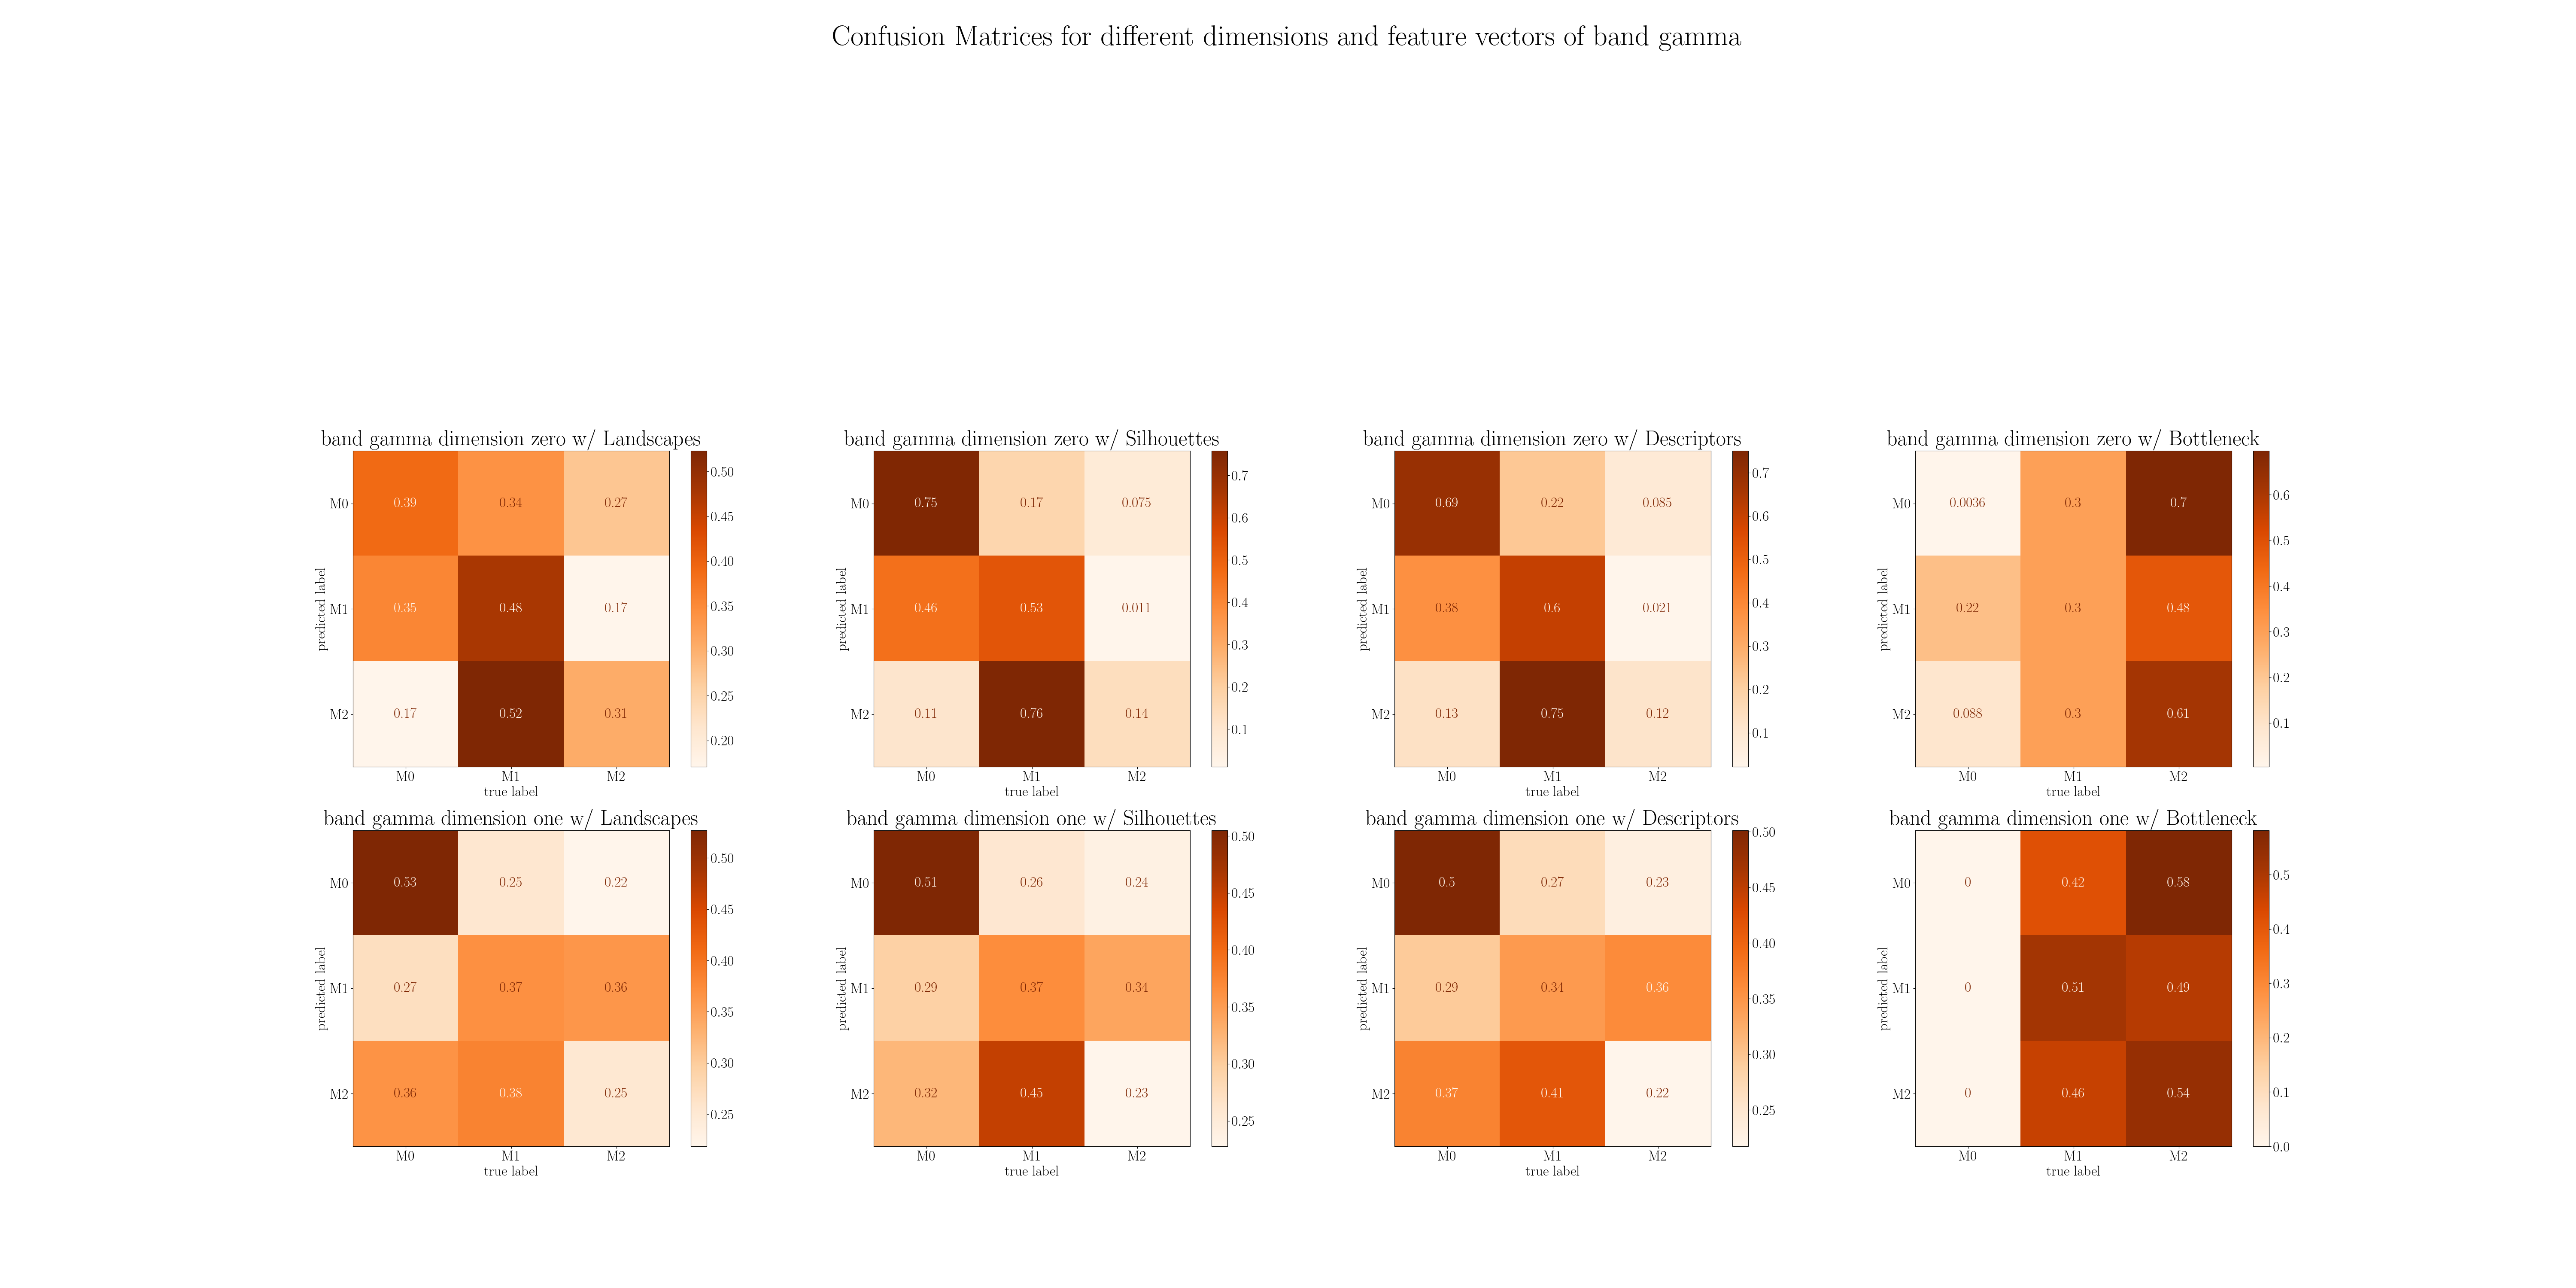 Confusion Matrices for different dimensions and feature vectors of band gamma
band gamma dimension zero w/ Landscapes
predicted label
M0 0.39 0.34 0.27
M1 0.35 0.48 0.17
M2 0.17 0.52 0.31
M0 M1 M2
true label
0.50
0.45
0.40
0.35
0.30
0.25
0.20
band gamma dimension zero w/ Silhouettes
predicted label
M0 0.75 0.17 0.075
M1 0.46 0.53 0.011
M2 0.11 0.76 0.14
M0 M1 M2
true label
0.7
0.6
0.5
0.4
0.3
0.2
0.1
band gamma dimension zero w/ Descriptors
predicted label
M0 0.69 0.22 0.085
M1 0.38 0.6 0.021
M2 0.13 0.75 0.12
M0 M1 M2
true label
0.7
0.6
0.5
0.4
0.3
0.2
0.1
band gamma dimension zero w/ Bottleneck
predicted label
M0 0.0036 0.3 0.7
M1 0.22 0.3 0.48
M2 0.088 0.3 0.61
M0 M1 M2
true label
0.6
0.5
0.4
0.3
0.2
0.1
band gamma dimension one w/ Landscapes
predicted label
M0 0.53 0.25 0.22
M1 0.27 0.37 0.36
M2 0.36 0.38 0.25
M0 M1 M2
true label
0.50
0.45
0.40
0.35
0.30
0.25
band gamma dimension one w/ Silhouettes
predicted label
M0 0.51 0.26 0.24
M1 0.29 0.37 0.34
M2 0.32 0.45 0.23
M0 M1 M2
true label
0.50
0.45
0.40
0.35
0.30
0.25
band gamma dimension one w/ Descriptors
predicted label
M0 0.5 0.27 0.23
M1 0.29 0.34 0.36
M2 0.37 0.41 0.22
M0 M1 M2
true label
0.50
0.45
0.40
0.35
0.30
0.25
band gamma dimension one w/ Bottleneck
predicted label
M0 0 0.42 0.58
M1 0 0.51 0.49
M2 0 0.46 0.54
M0 M1 M2
true label
0.5
0.4
0.3
0.2
0.1
0.0